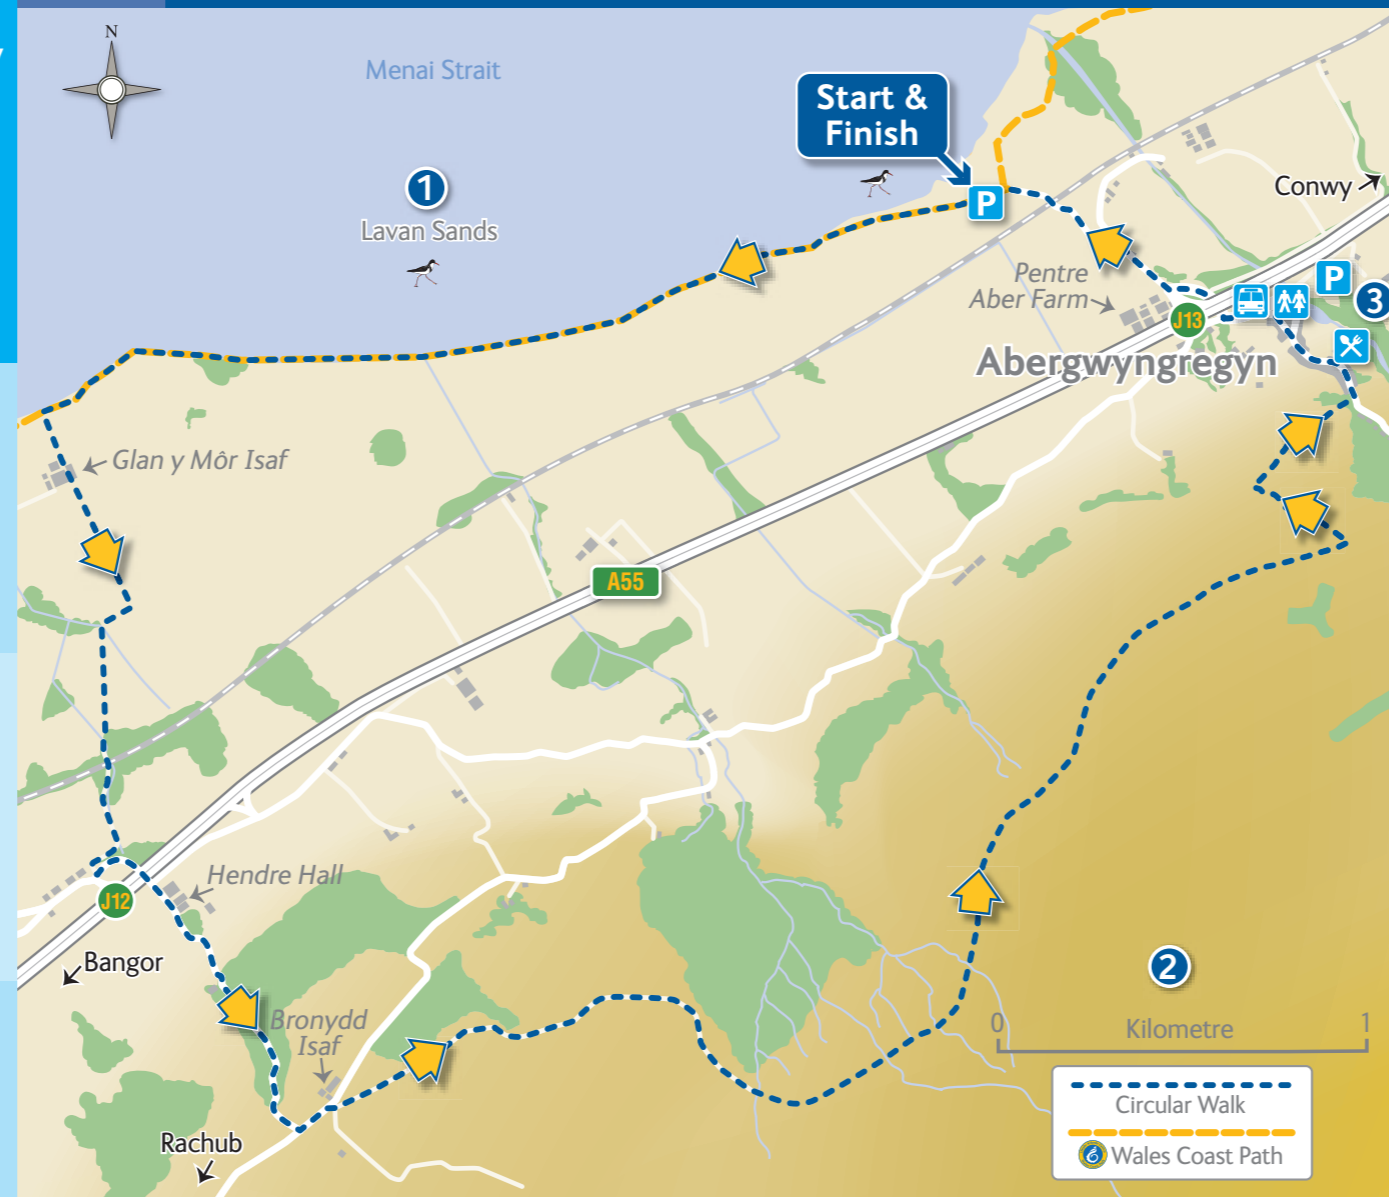 N
Menai Strait
Start &
Finish
P
1
Lavan Sands
Conwy
Pentre
Aber Farm
P
3
J13
Abergwyngregyn
Glan y Môr Isaf
A55
Hendre Hall
J12
Bangor
2
Bronydd
Isaf
0 Kilometre 1
Circular Walk
Rachub
Wales Coast Path